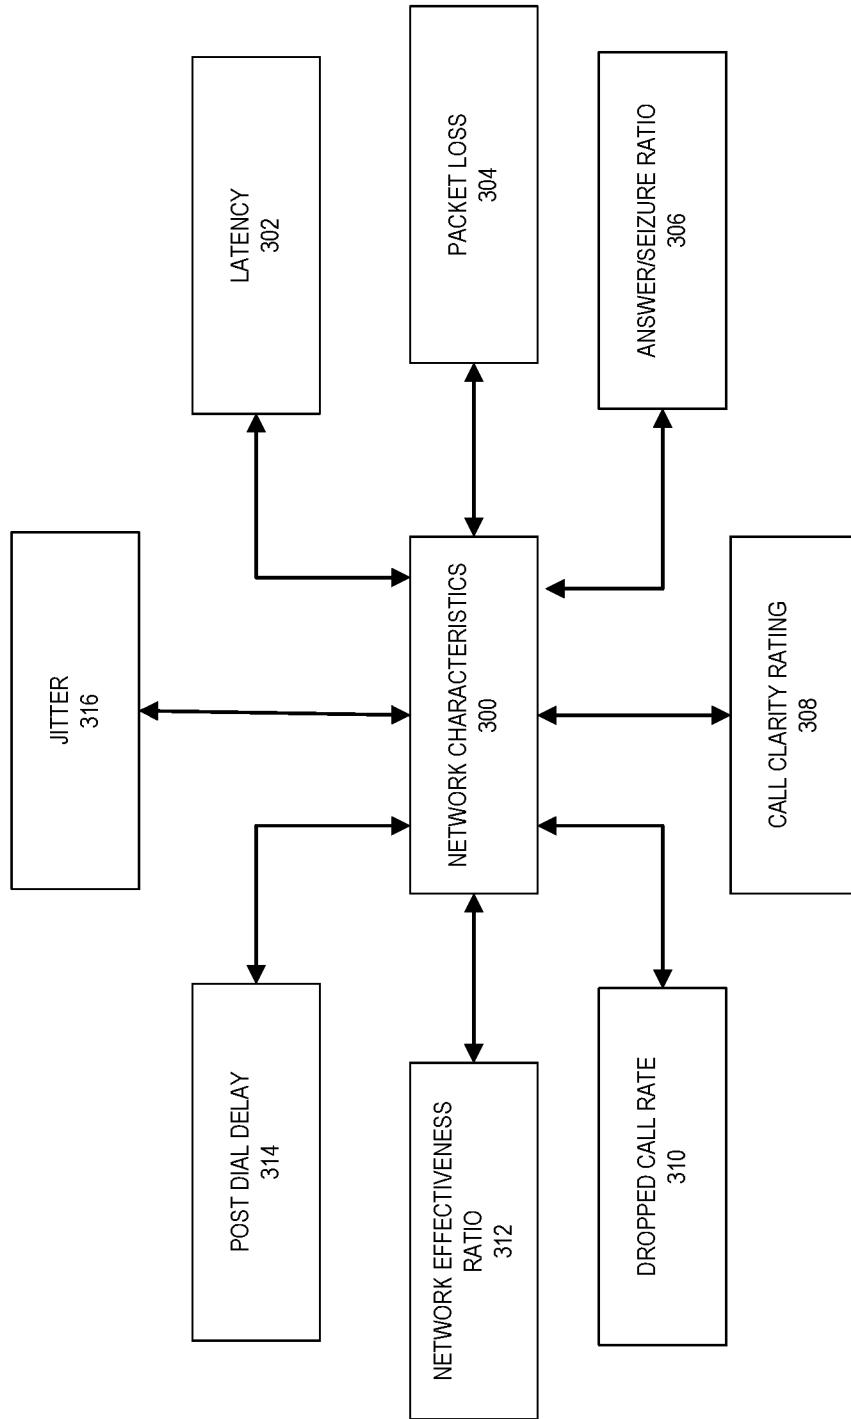 JITTER
316
POST DIAL DELAY
314
LATENCY
302
NETWORK EFFECTIVENESS
RATIO
312
NETWORK CHARACTERISTICS
300
PACKET LOSS
304
DROPPED CALL RATE
310
ANSWER/SEIZURE RATIO
306
CALL CLARITY RATING
308